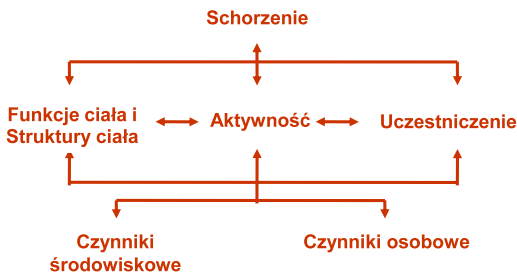 Schorzenie
Funkcje ciała i
Struktury ciała
Aktywność
Uczestniczenie
Czynniki
środowiskowe
Czynniki osobowe